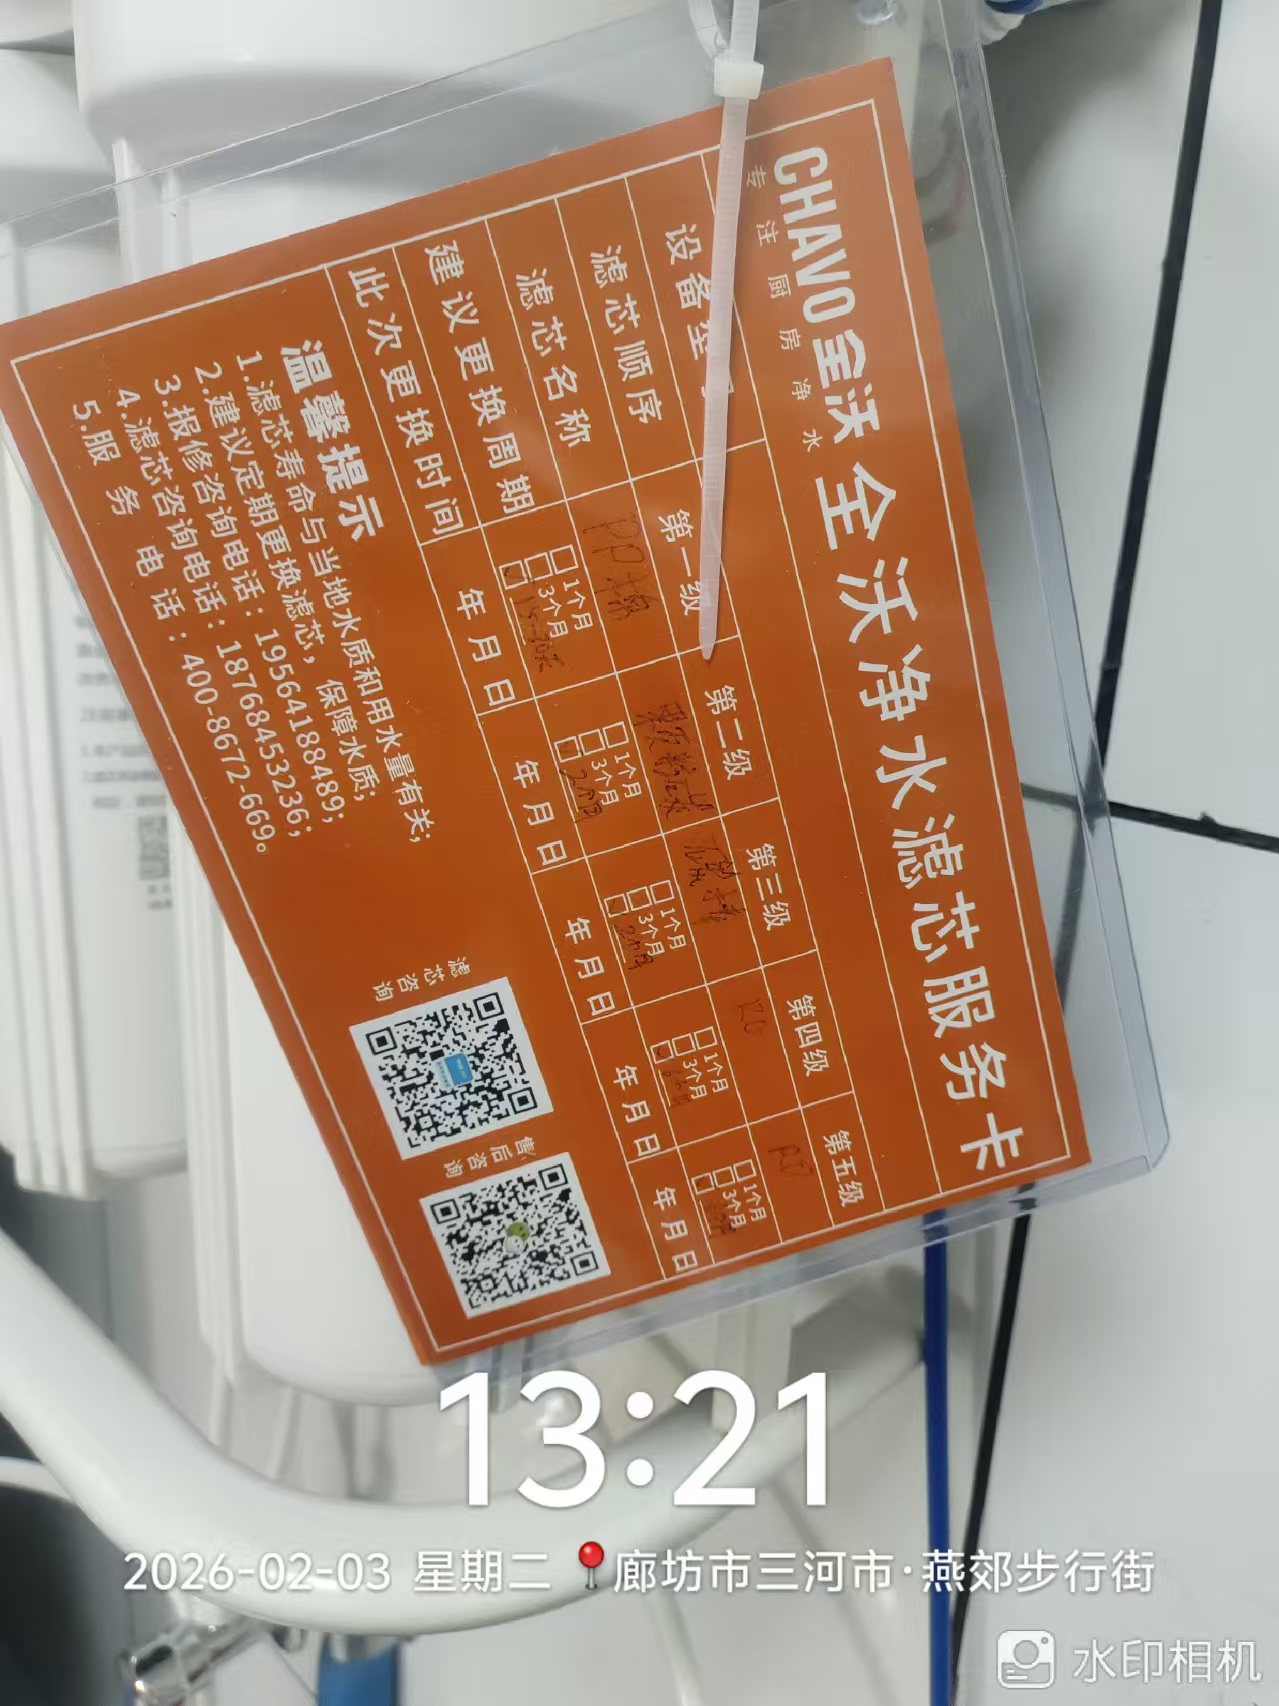 CHAVO全沃 全沃净水滤芯服务卡
专注厨房净水
设备型
滤芯顺序 第一级 第二级 第三级 第四级 第五级
滤芯名称 PP棉 颗粒 RO
建议更换周期 1个月 1个月 1个月 1个月 1个月
3个月 3个月 3个月 3个月 3个月
15-30天
此次更换时间 年月日 年月日 年月日 年月日 年月日
温馨提示
1.滤芯寿命与当地水质和用水量有关;
2.建议定期更换滤芯，保障水质;
3.报修咨询电话：19564188489;
4.滤芯咨询电话：18768453236;
5.服务电话：400-8672-669。
滤芯咨询
售后咨询
13:21
2026-02-03 星期二 廊坊市三河市·燕郊步行街
水印相机